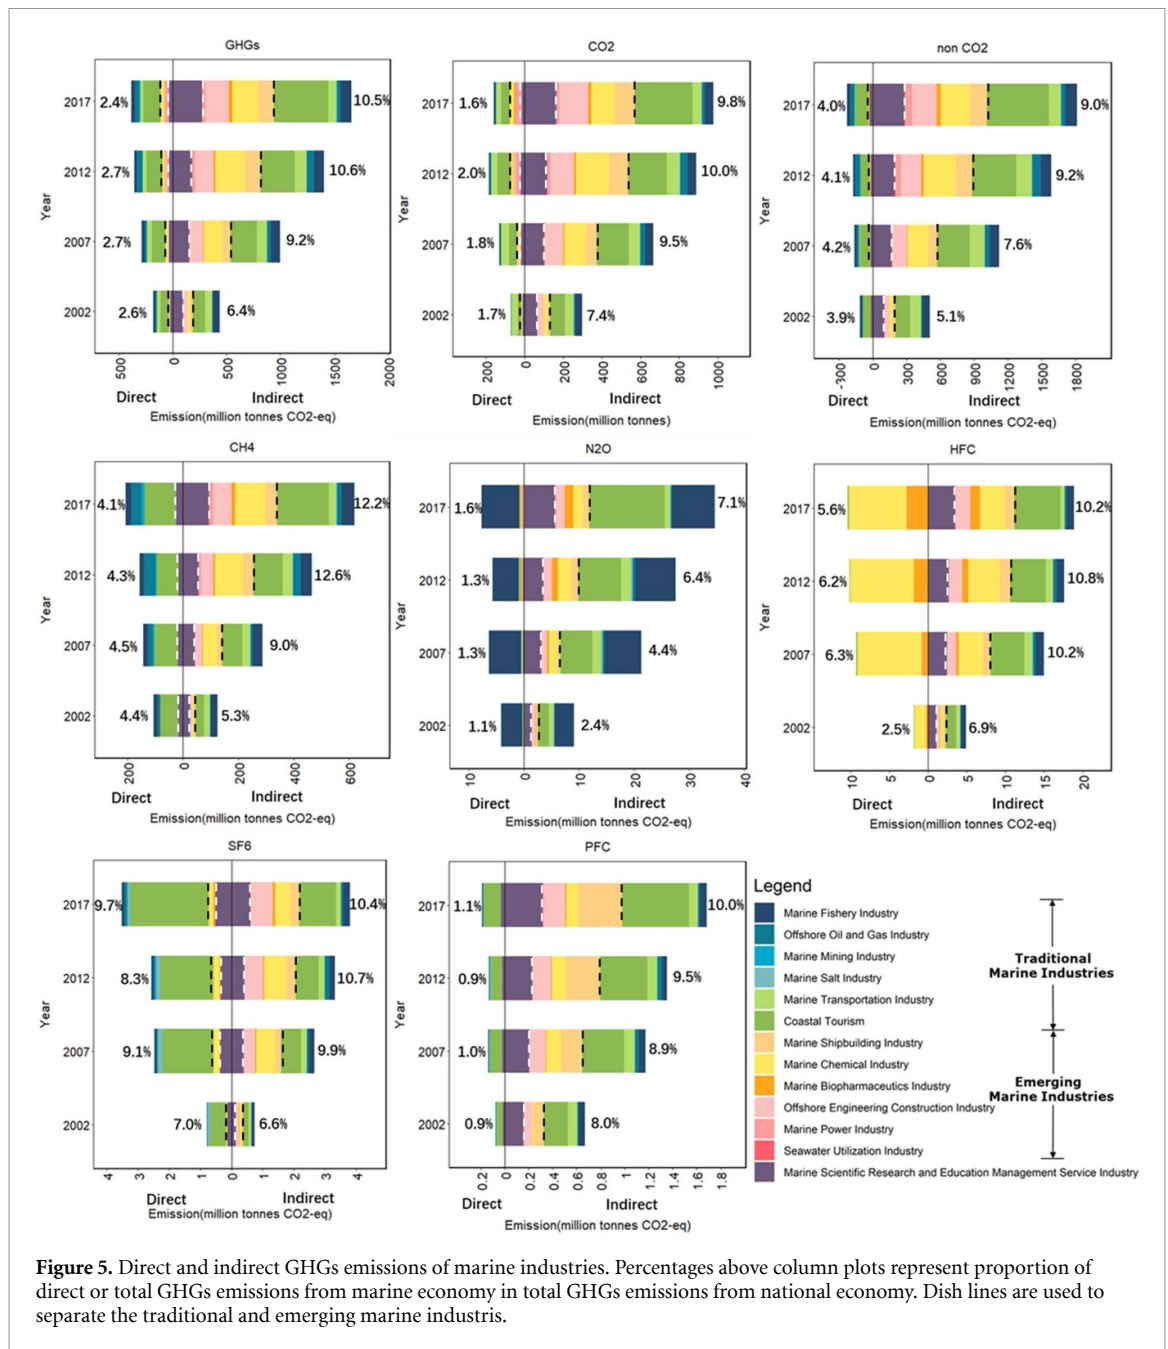 GHGs
Year
2017
2.4%
10.5%
2012
2.7%
10.6%
2007
2.7%
9.2%
2002
2.6%
6.4%
500
0
500
1000
1500
2000
Direct
Indirect
Emission(million tonnes CO2-eq)
CO2
Year
2017
1.6%
9.8%
2012
2.0%
10.0%
2007
1.8%
9.5%
2002
1.7%
7.4%
200
0
200
400
600
800
1000
Direct
Indirect
Emission(million tonnes)
non CO2
Year
2017
4.0%
9.0%
2012
4.1%
9.2%
2007
4.2%
7.6%
2002
3.9%
5.1%
-300
0
300
600
900
1200
1500
1800
Direct
Indirect
Emission(million tonnes CO2-eq)
CH4
Year
2017
4.1%
12.2%
2012
4.3%
12.6%
2007
4.5%
9.0%
2002
4.4%
5.3%
200
0
200
400
600
Direct
Indirect
Emission(million tonnes CO2-eq)
N2O
Year
2017
1.6%
7.1%
2012
1.3%
6.4%
2007
1.3%
4.4%
2002
1.1%
2.4%
10
0
10
20
30
40
Direct
Indirect
Emission(million tonnes CO2-eq)
HFC
2017
5.6%
10.2%
2012
6.2%
10.8%
2007
6.3%
10.2%
2002
2.5%
6.9%
10
0
5
10
15
20
Direct
Indirect
Emission(million tonnes CO2-eq)
SF6
Year
2017
9.7%
10.4%
2012
8.3%
10.7%
2007
9.1%
9.9%
2002
7.0%
6.6%
4
3
2
1
0
1
2
3
4
Direct
Indirect
Emission(million tonnes CO2-eq)
PFC
Year
2017
1.1%
10.0%
2012
0.9%
9.5%
2007
1.0%
8.9%
2002
0.9%
8.0%
0.2
0
0.2
0.4
0.6
0.8
1
1.2
1.4
1.6
1.8
Direct
Indirect
Emission(million tonnes CO2-eq)
Legend
Marine Fishery Industry
Offshore Oil and Gas Industry
Marine Mining Industry
Marine Salt Industry
Marine Transportation Industry
Coastal Tourism
Marine Shipbuilding Industry
Marine Chemical Industry
Marine Biopharmaceutics Industry
Offshore Engineering Construction Industry
Marine Power Industry
Seawater Utilization Industry
Marine Scientific Research and Education Management Service Industry
Traditional
Marine Industries
Emerging
Marine Industries
Figure 5. Direct and indirect GHGs emissions of marine industries. Percentages above column plots represent proportion of
direct or total GHGs emissions from marine economy in total GHGs emissions from national economy. Dish lines are used to
separate the traditional and emerging marine industris.